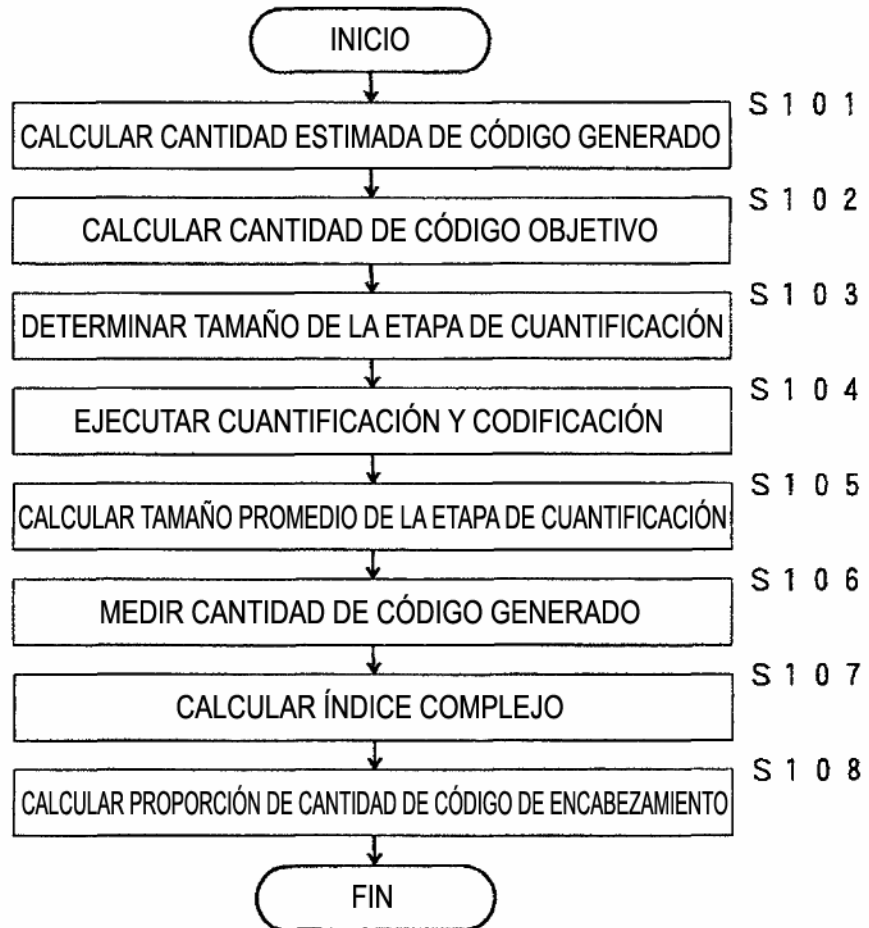 INICIO
S101
CALCULAR CANTIDAD ESTIMADA DE CÓDIGO GENERADO
S102
CALCULAR CANTIDAD DE CÓDIGO OBJETIVO
S103
DETERMINAR TAMAÑO DE LA ETAPA DE CUANTIFICACIÓN
S104
EJECUTAR CUANTIFICACIÓN Y CODIFICACIÓN
S105
CALCULAR TAMAÑO PROMEDIO DE LA ETAPA DE CUANTIFICACIÓN
S106
MEDIR CANTIDAD DE CÓDIGO GENERADO
S107
CALCULAR ÍNDICE COMPLEJO
S108
CALCULAR PROPORCIÓN DE CANTIDAD DE CÓDIGO DE ENCABEZAMIENTO
FIN